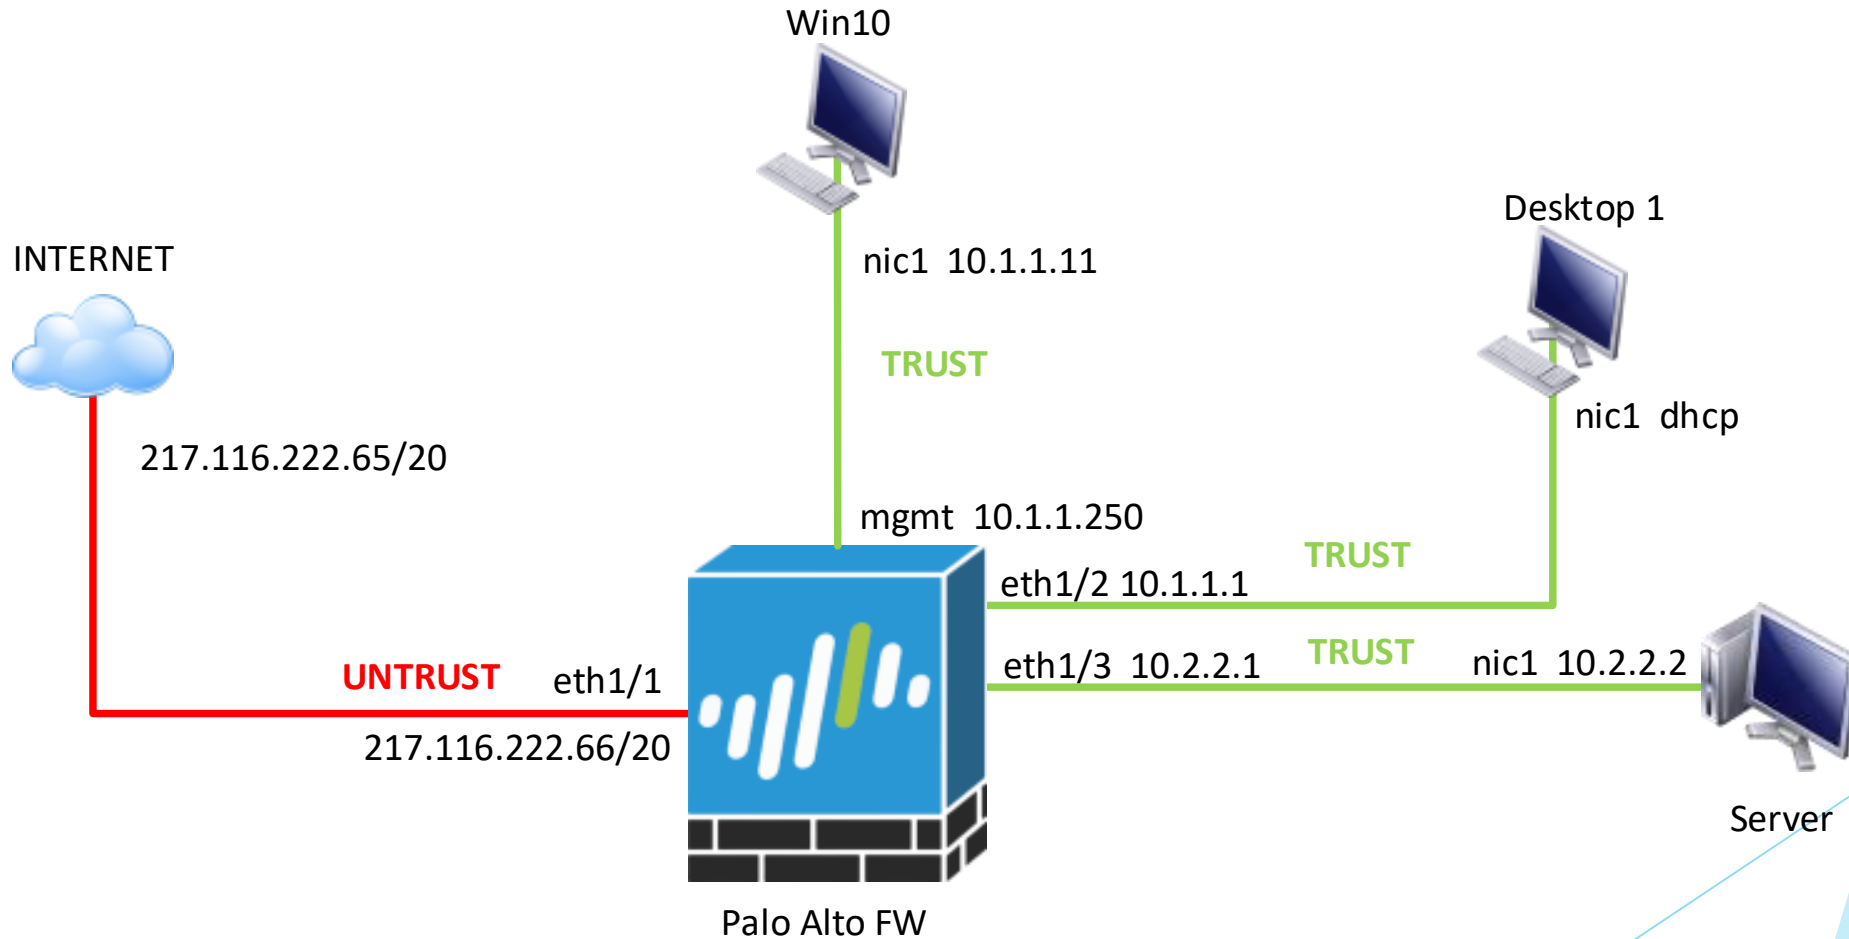 Win10
Desktop 1
INTERNET
nic1 10.1.1.11
TRUST
nic1 dhcp
217.116.222.65/20
mgmt 10.1.1.250
TRUST
eth1/2 10.1.1.1
TRUST
eth1/3 10.2.2.1
nic1 10.2.2.2
UNTRUST
eth1/1
217.116.222.66/20
Server
Palo Alto FW